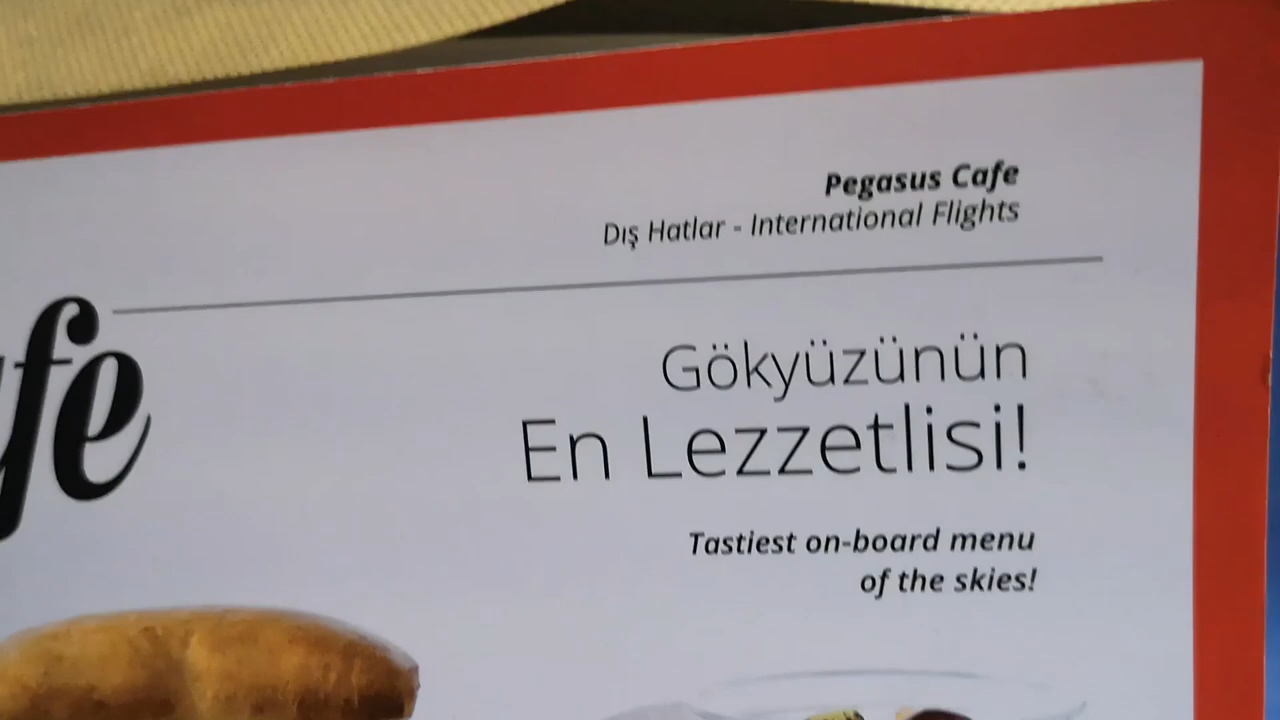 Pegasus Cafe
Dış Hatlar - International Flights
Gökyüzünün
En Lezzetlisi!
Tastiest on-board menu
of the skies!